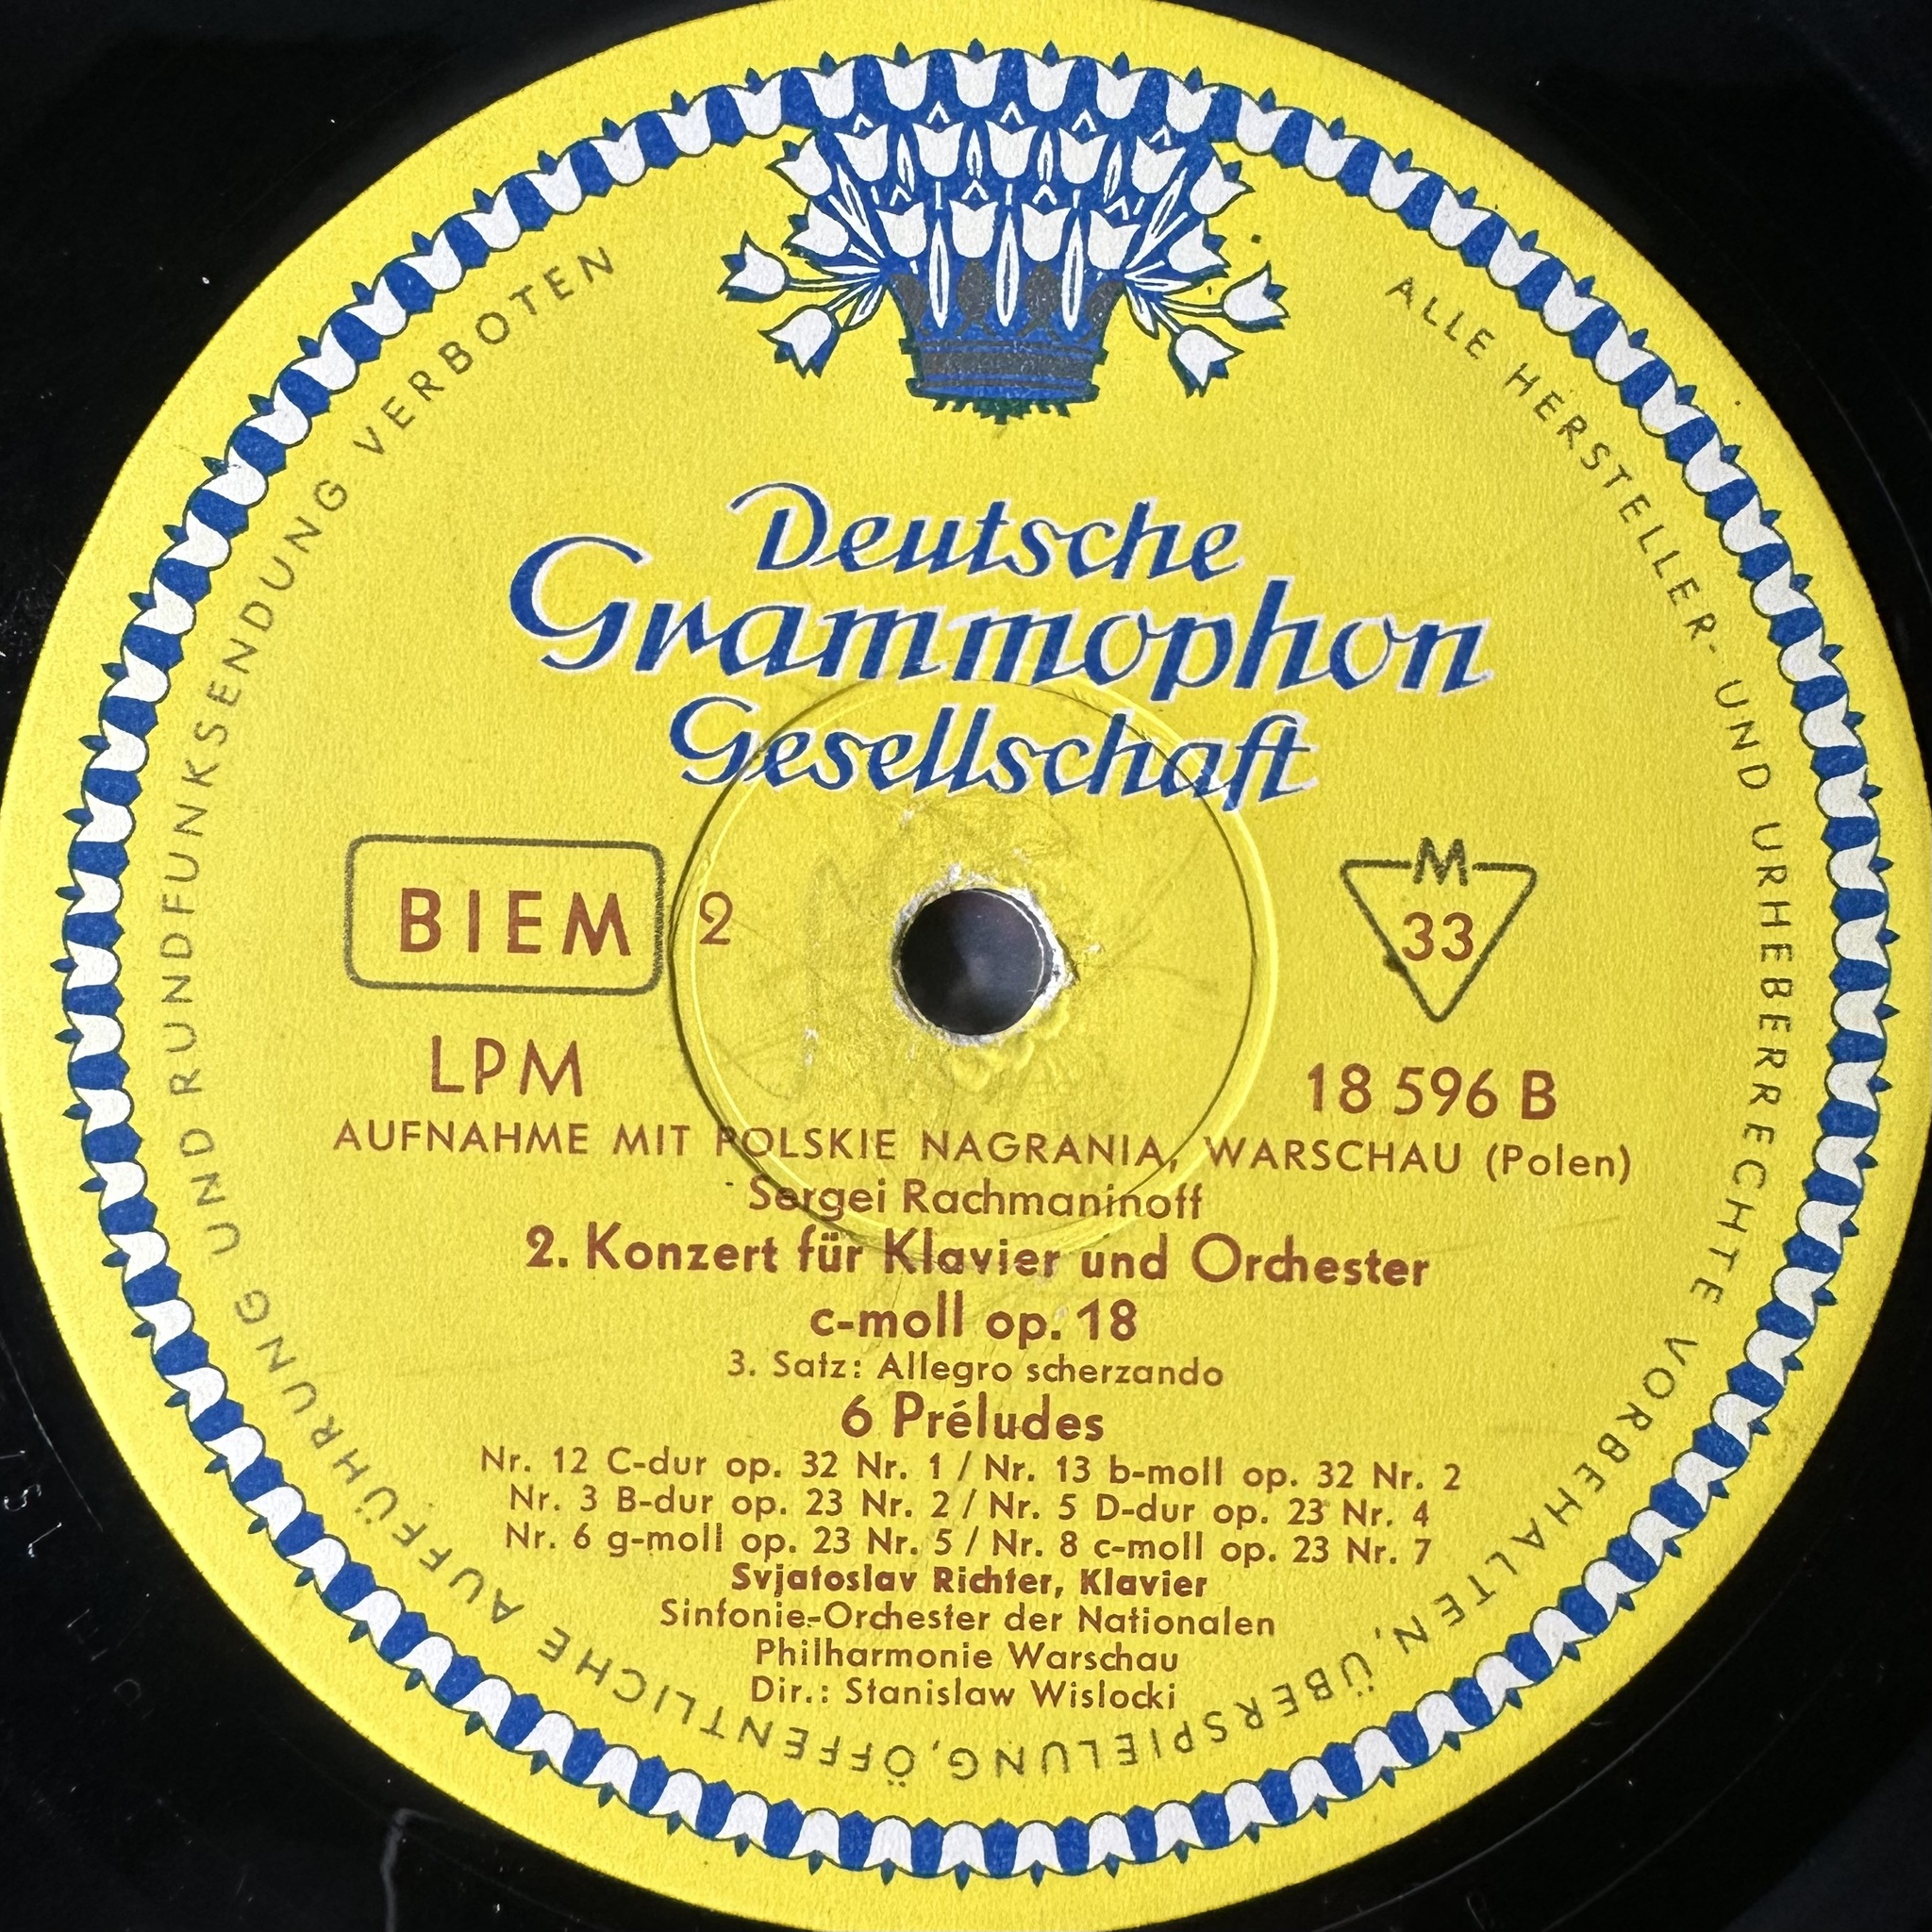 Deutsche
Grammophon
Gesellschaft
BIEM 2
M
33
LPM
18 596 B
AUFNAHME MIT POLSKIE NAGRANIA, WARSCHAU (Polen)
Sergei Rachmaninoff
2. Konzert für Klavier und Orchester
c-moll op. 18
3. Satz: Allegro scherzando
6 Préludes
Nr. 12 C-dur op. 32 Nr. 1 / Nr. 13 b-moll op. 32 Nr. 2
Nr. 3 B-dur op. 23 Nr. 2 / Nr. 5 D-dur op. 23 Nr. 4
Nr. 6 g-moll op. 23 Nr. 5 / Nr. 8 c-moll op. 23 Nr. 7
Svjatoslav Richter, Klavier
Sinfonie-Orchester der Nationalen
Philharmonie Warschau
Dir.: Stanislaw Wislocki
ALLE HERSTELLER- UND URHEBERRECHTE VORBEHALTEN, ÜBERSPIELUNG, ÖFFENTLICHE AUFFÜHRUNG UND RUNDFUNKSENDUNG VERBOTEN